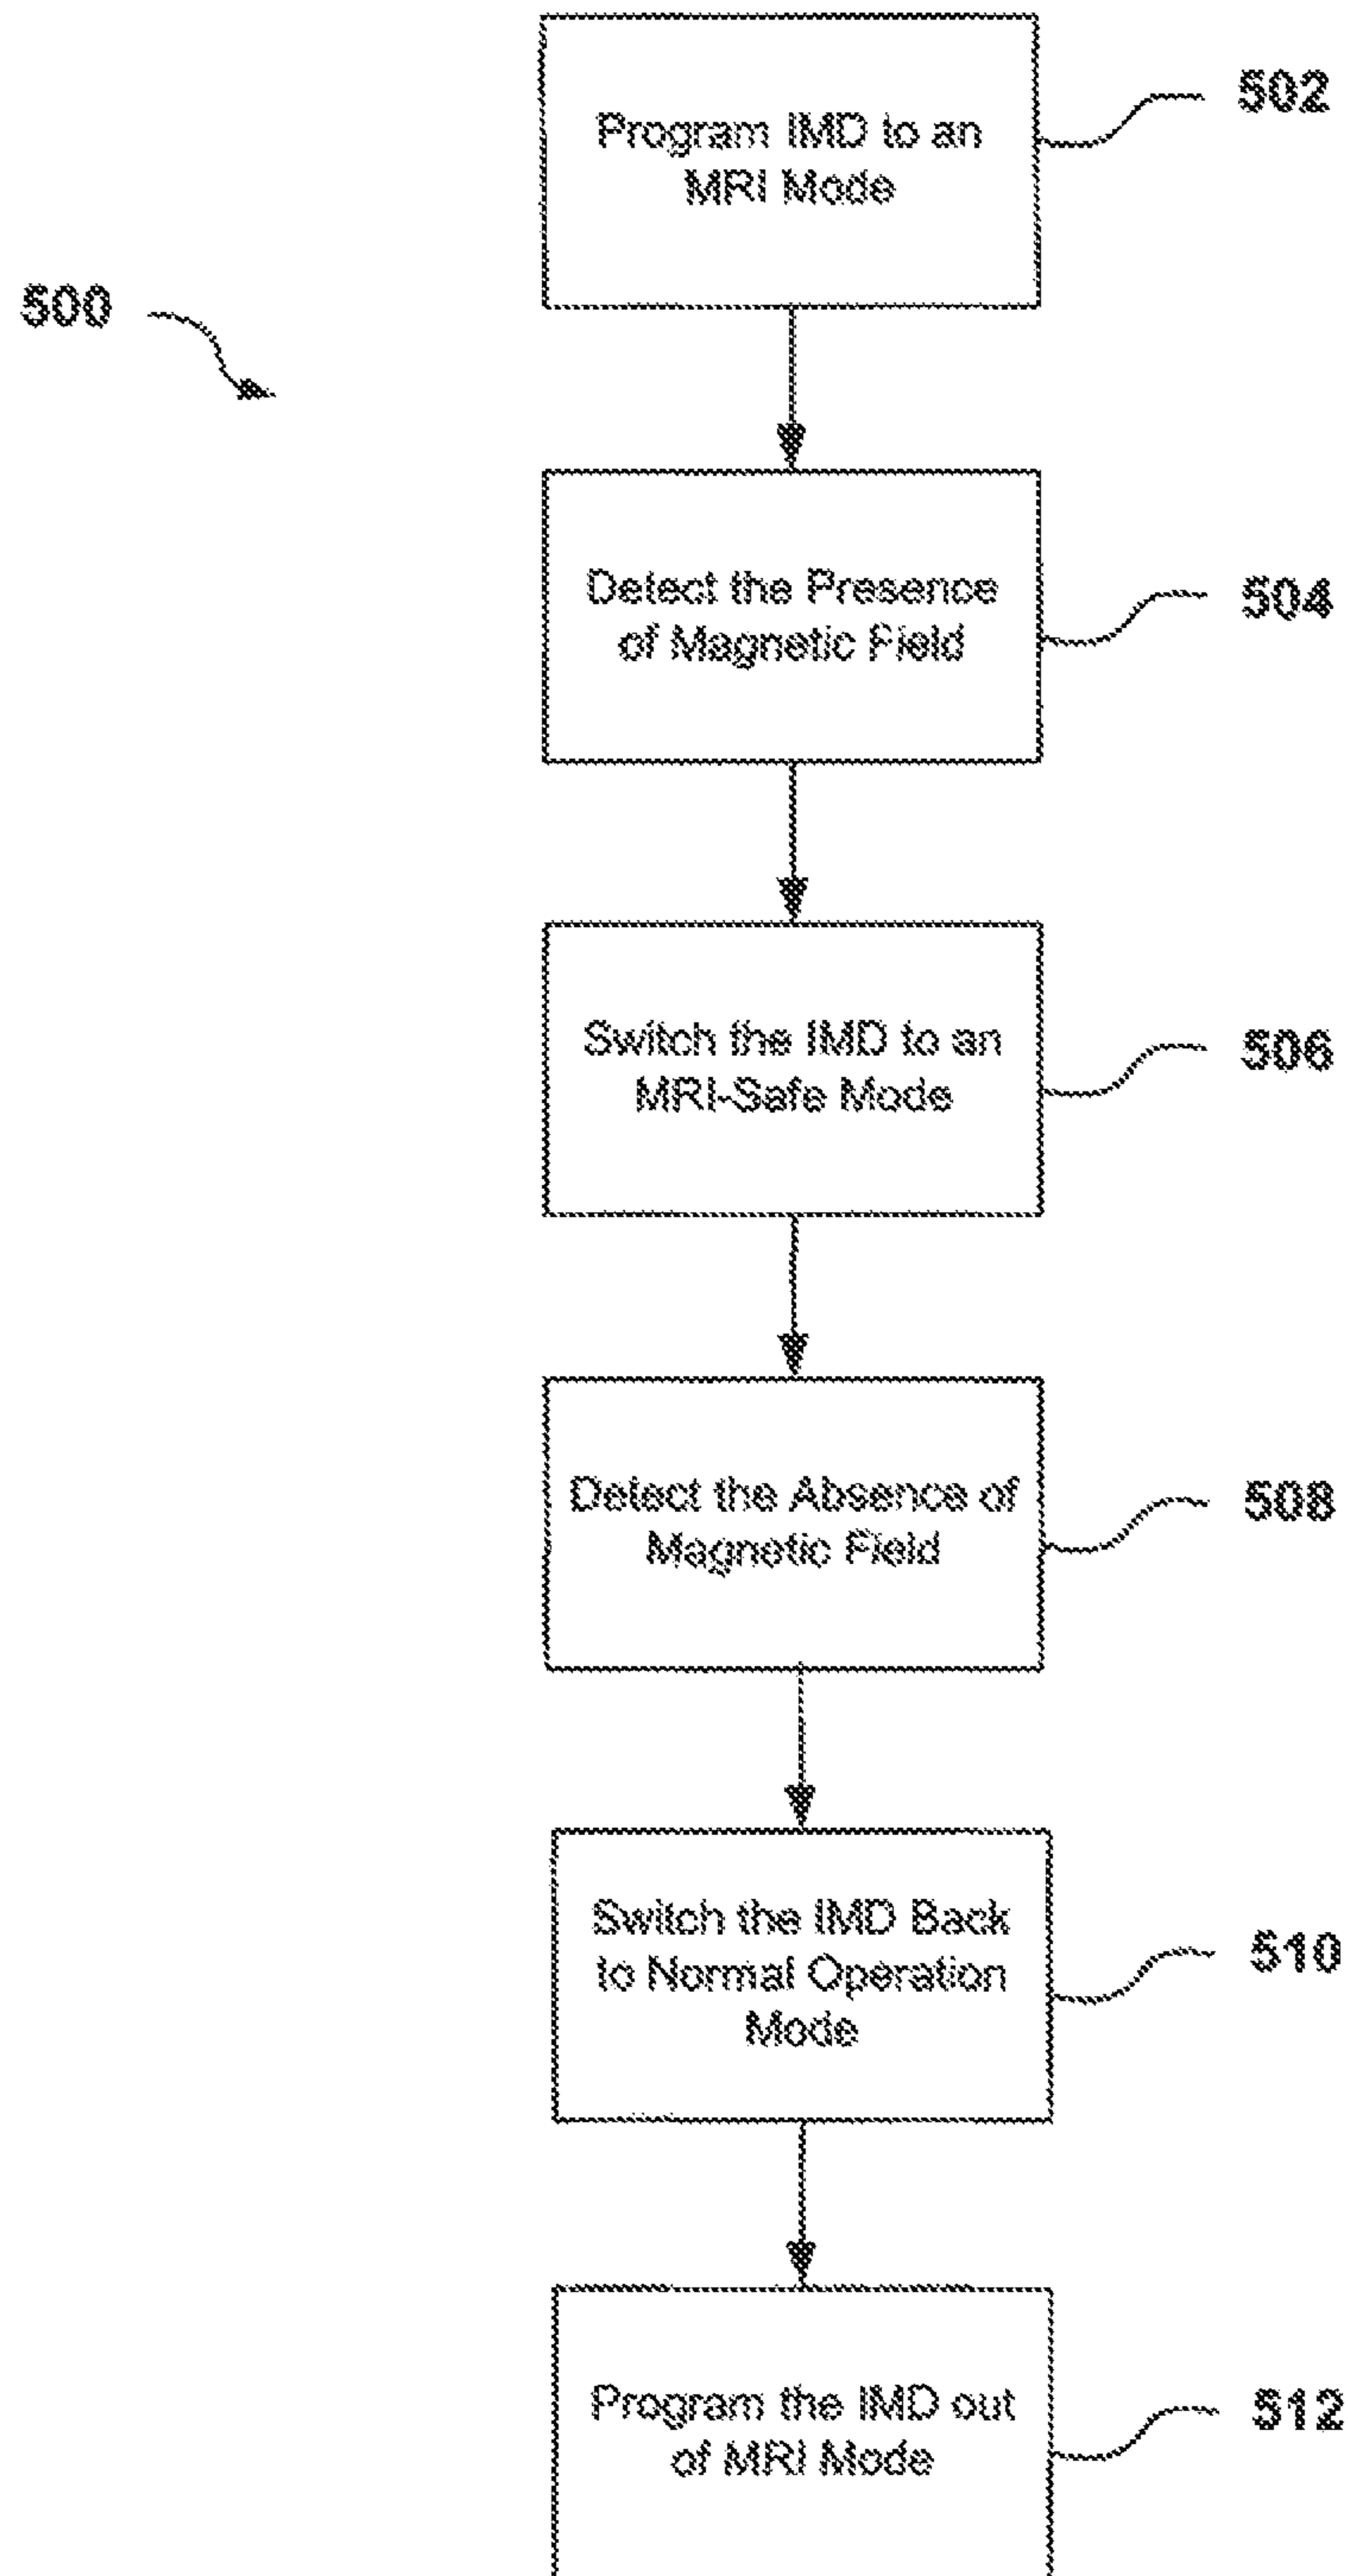 Program IMD to an
MRI Mode
502
500
Detect the Presence
of Magnetic Field
504
Switch the IMD to an
MRI-Safe Mode
506
Detect the Absence of
Magnetic Field
508
Switch the IMD Back
to Normal Operation
Mode
510
Program the IMD out
of MRI Mode
512